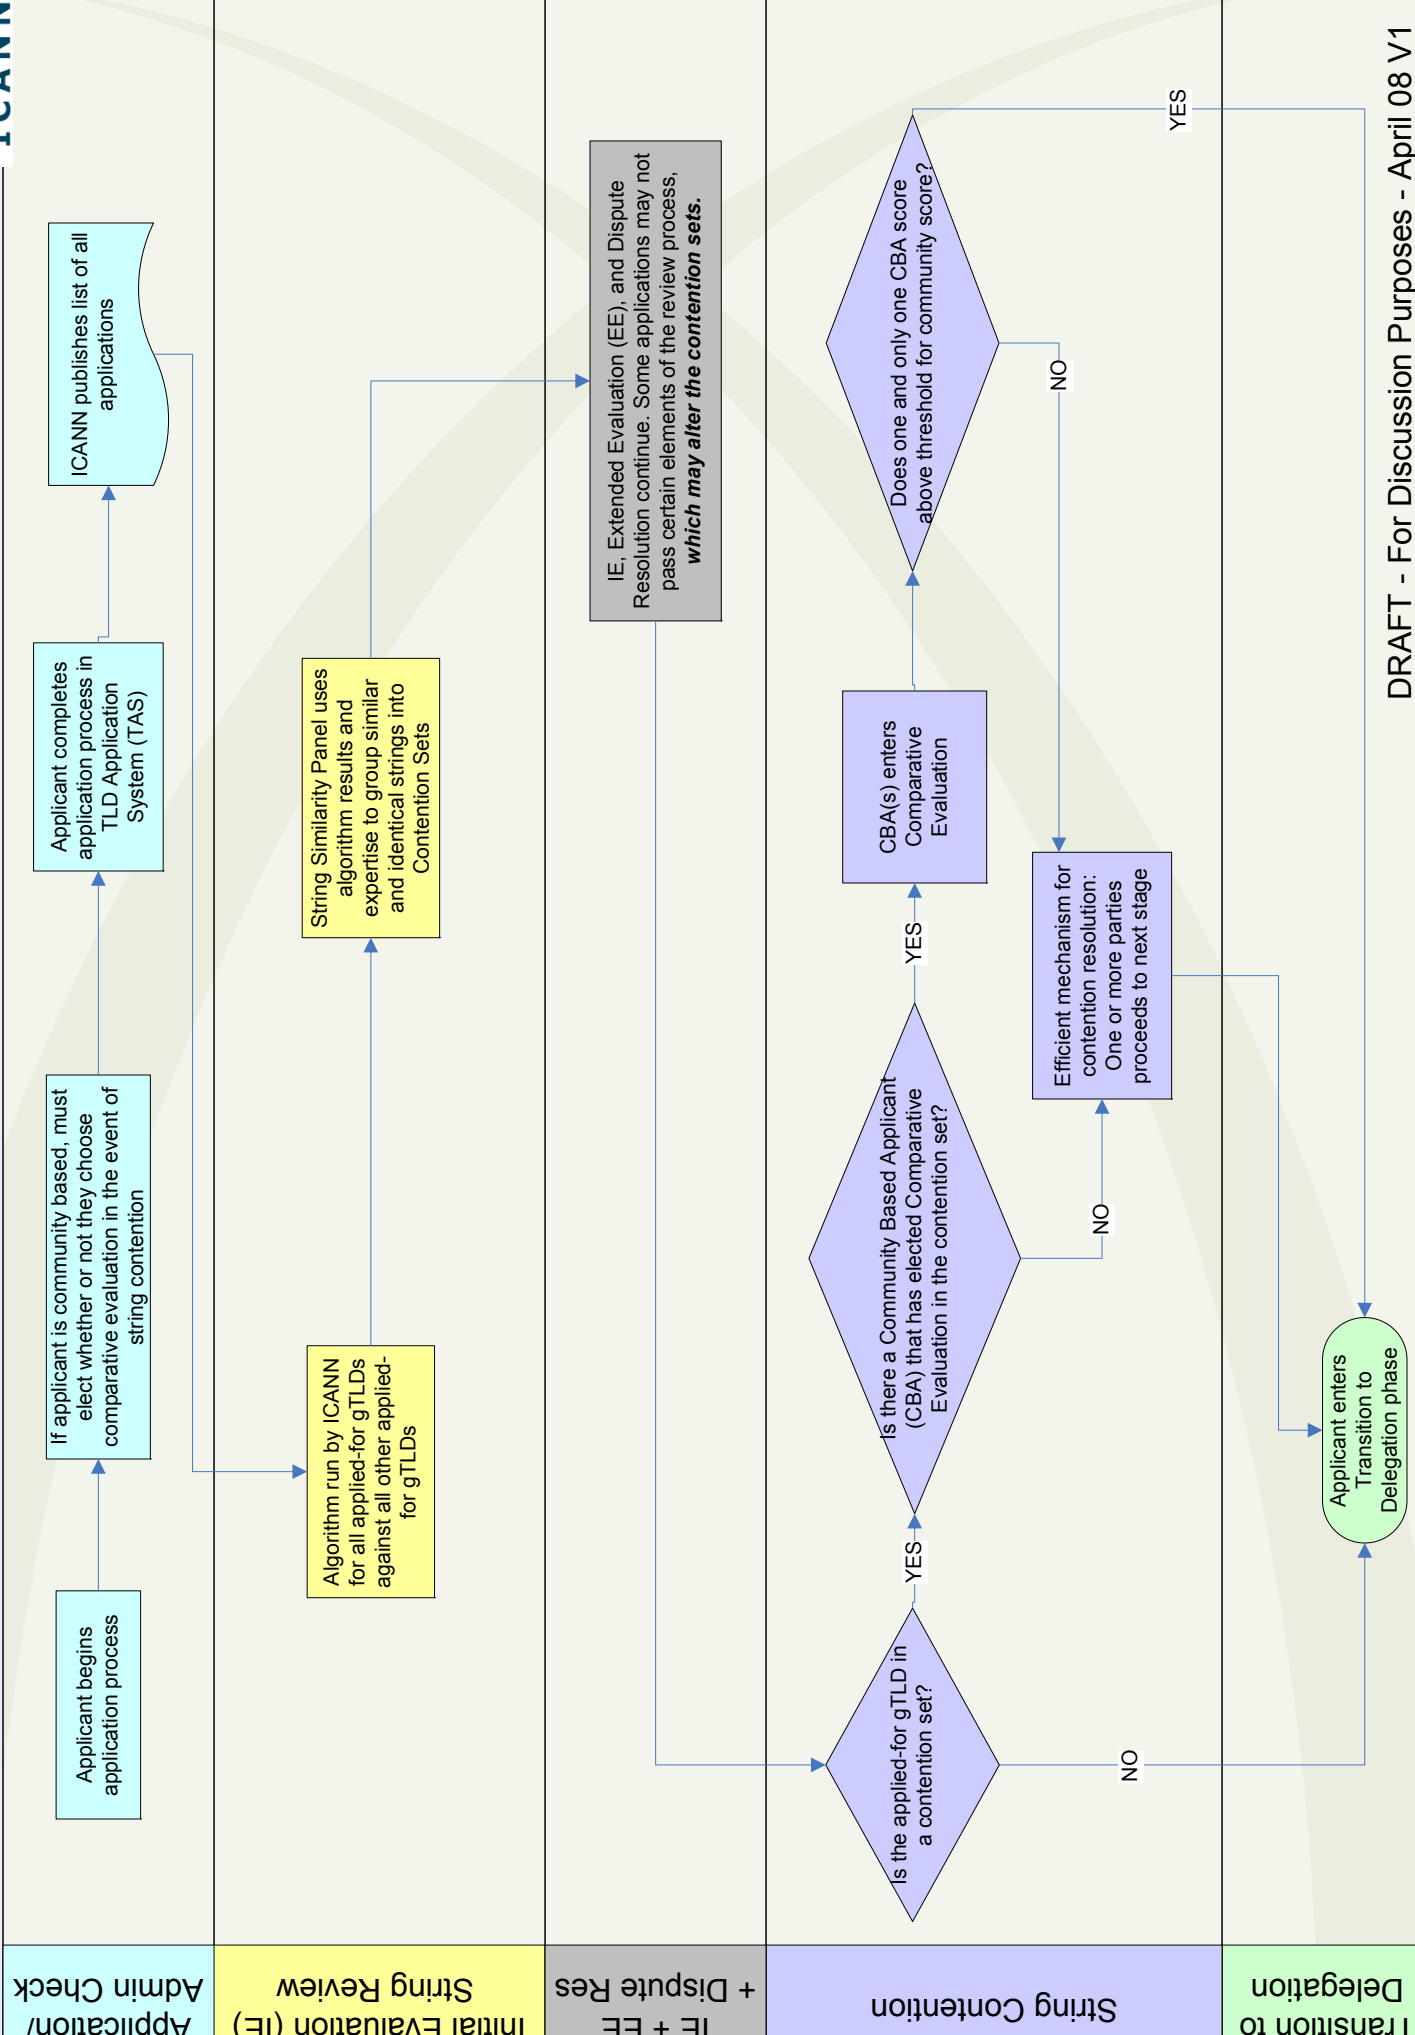 ICANN
Application/
Admin Check
Applicant begins
application process
If applicant is community based, must
elect whether or not they choose
comparative evaluation in the event of
string contention
Applicant completes
application process in
TLD Application
System (TAS)
ICANN publishes list of all
applications
Initial Evaluation (IE)
String Review
Algorithm run by ICANN
for all applied-for gTLDs
against all other applied-
for gTLDs
String Similarity Panel uses
algorithm results and
expertise to group similar
and identical strings into
Contention Sets
IE + EE
+ Dispute Res
IE, Extended Evaluation (EE), and Dispute
Resolution continue. Some applications may not
pass certain elements of the review process,
which may alter the contention sets.
String Contention
Is the applied-for gTLD in
a contention set?
YES
NO
Is there a Community Based Applicant
(CBA) that has elected Comparative
Evaluation in the contention set?
YES
NO
CBA(s) enters
Comparative
Evaluation
Does one and only one CBA score
above threshold for community score?
YES
NO
Efficient mechanism for
contention resolution:
One or more parties
proceeds to next stage
Transition to
Delegation
Applicant enters
Transition to
Delegation phase
DRAFT - For Discussion Purposes - April 08 V1